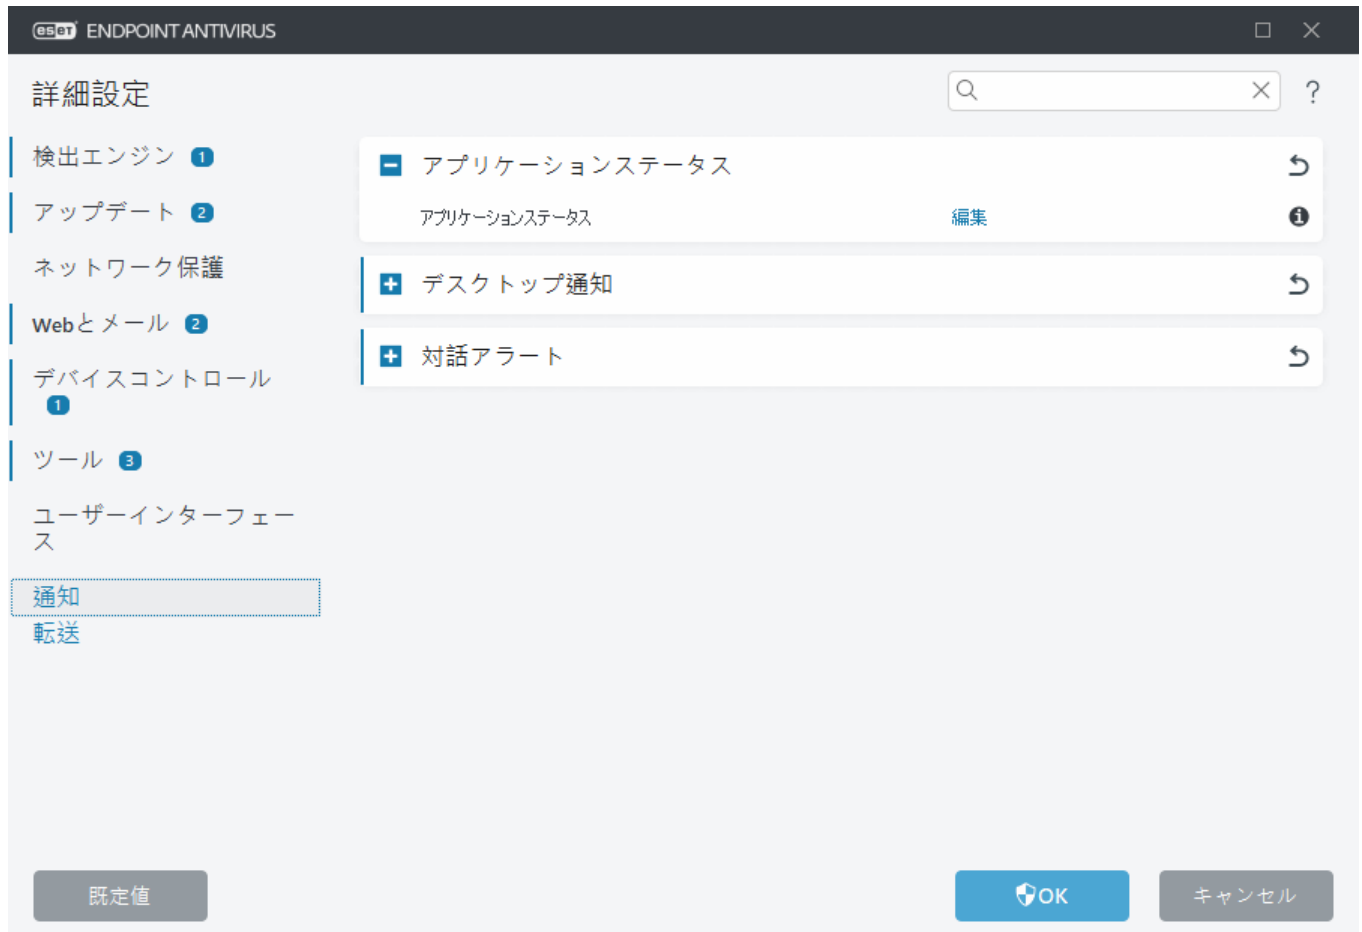 eset ENDPOINT ANTIVIRUS
詳細設定
?
検出エンジン 1
アップデート 2
ネットワーク保護
Webとメール 2
デバイスコントロール
1
ツール 3
ユーザーインターフェー
ス
通知
転送
アプリケーションステータス
アプリケーションステータス 編集
デスクトップ通知
対話アラート
既定値
OK
キャンセル